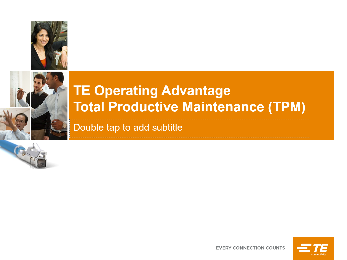 TE Operating Advantage
Total Productive Maintenance (TPM)
Double tap to add subtitle
EVERY CONNECTION COUNTS
TE